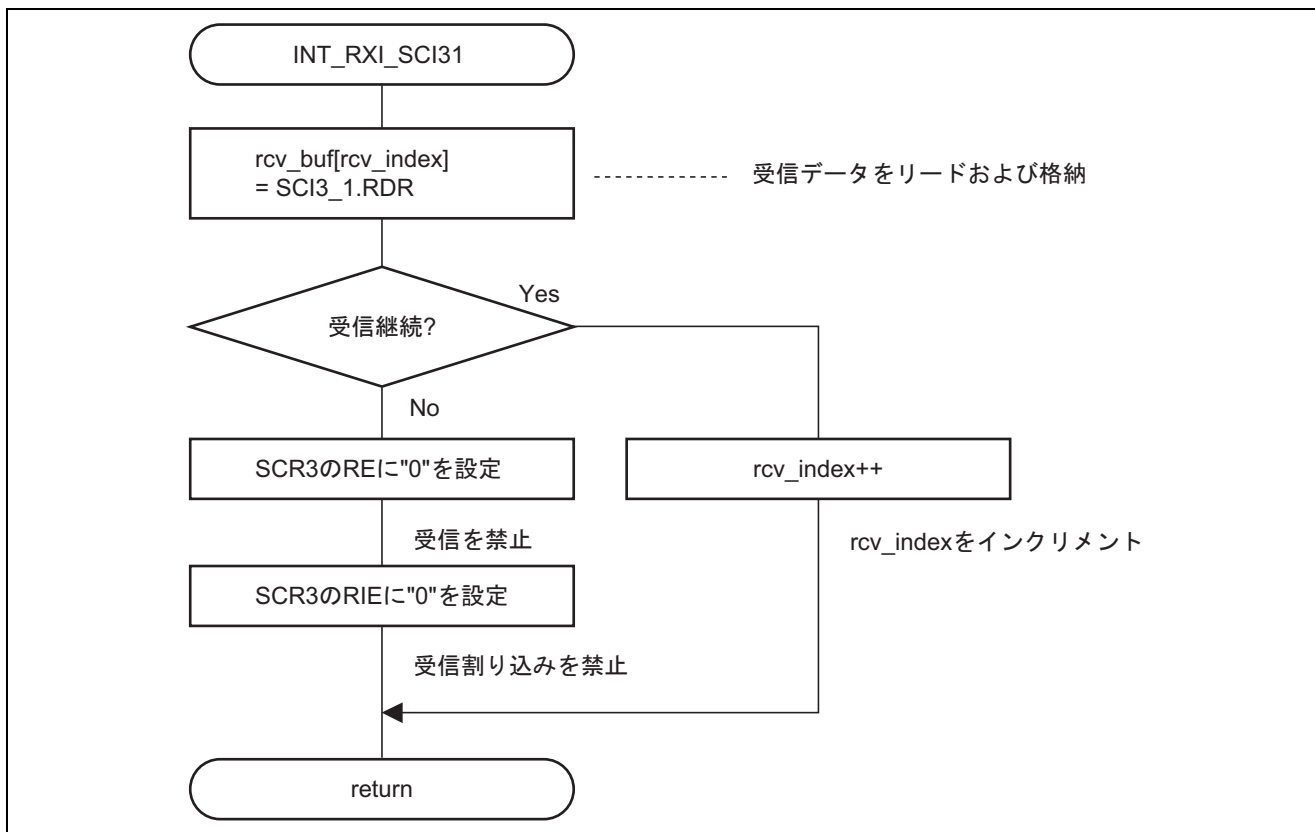 INT_RXI_SCI31
rcv_buf[rcv_index]
= SCI3_1.RDR
受信データをリードおよび格納
Yes
受信継続?
No
SCR3のREに"0"を設定
rcv_index++
受信を禁止
rcv_indexをインクリメント
SCR3のRIEに"0"を設定
受信割り込みを禁止
return